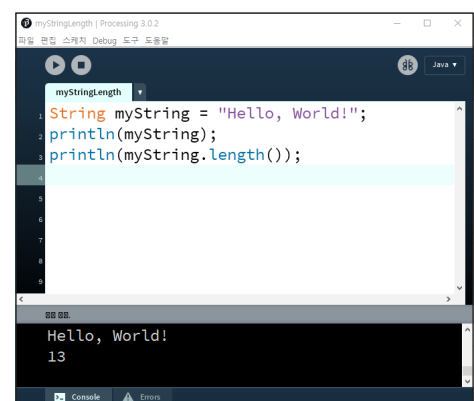 myStringLength | Processing 3.0.2
파일 편집 스케치 Debug 도구 도움말
Java ▼
myStringLength ▼
1 String myString = "Hello, World!";
2 println(myString);
3 println(myString.length());
4
5
6
7
8
9
Hello, World!
13
Console Errors